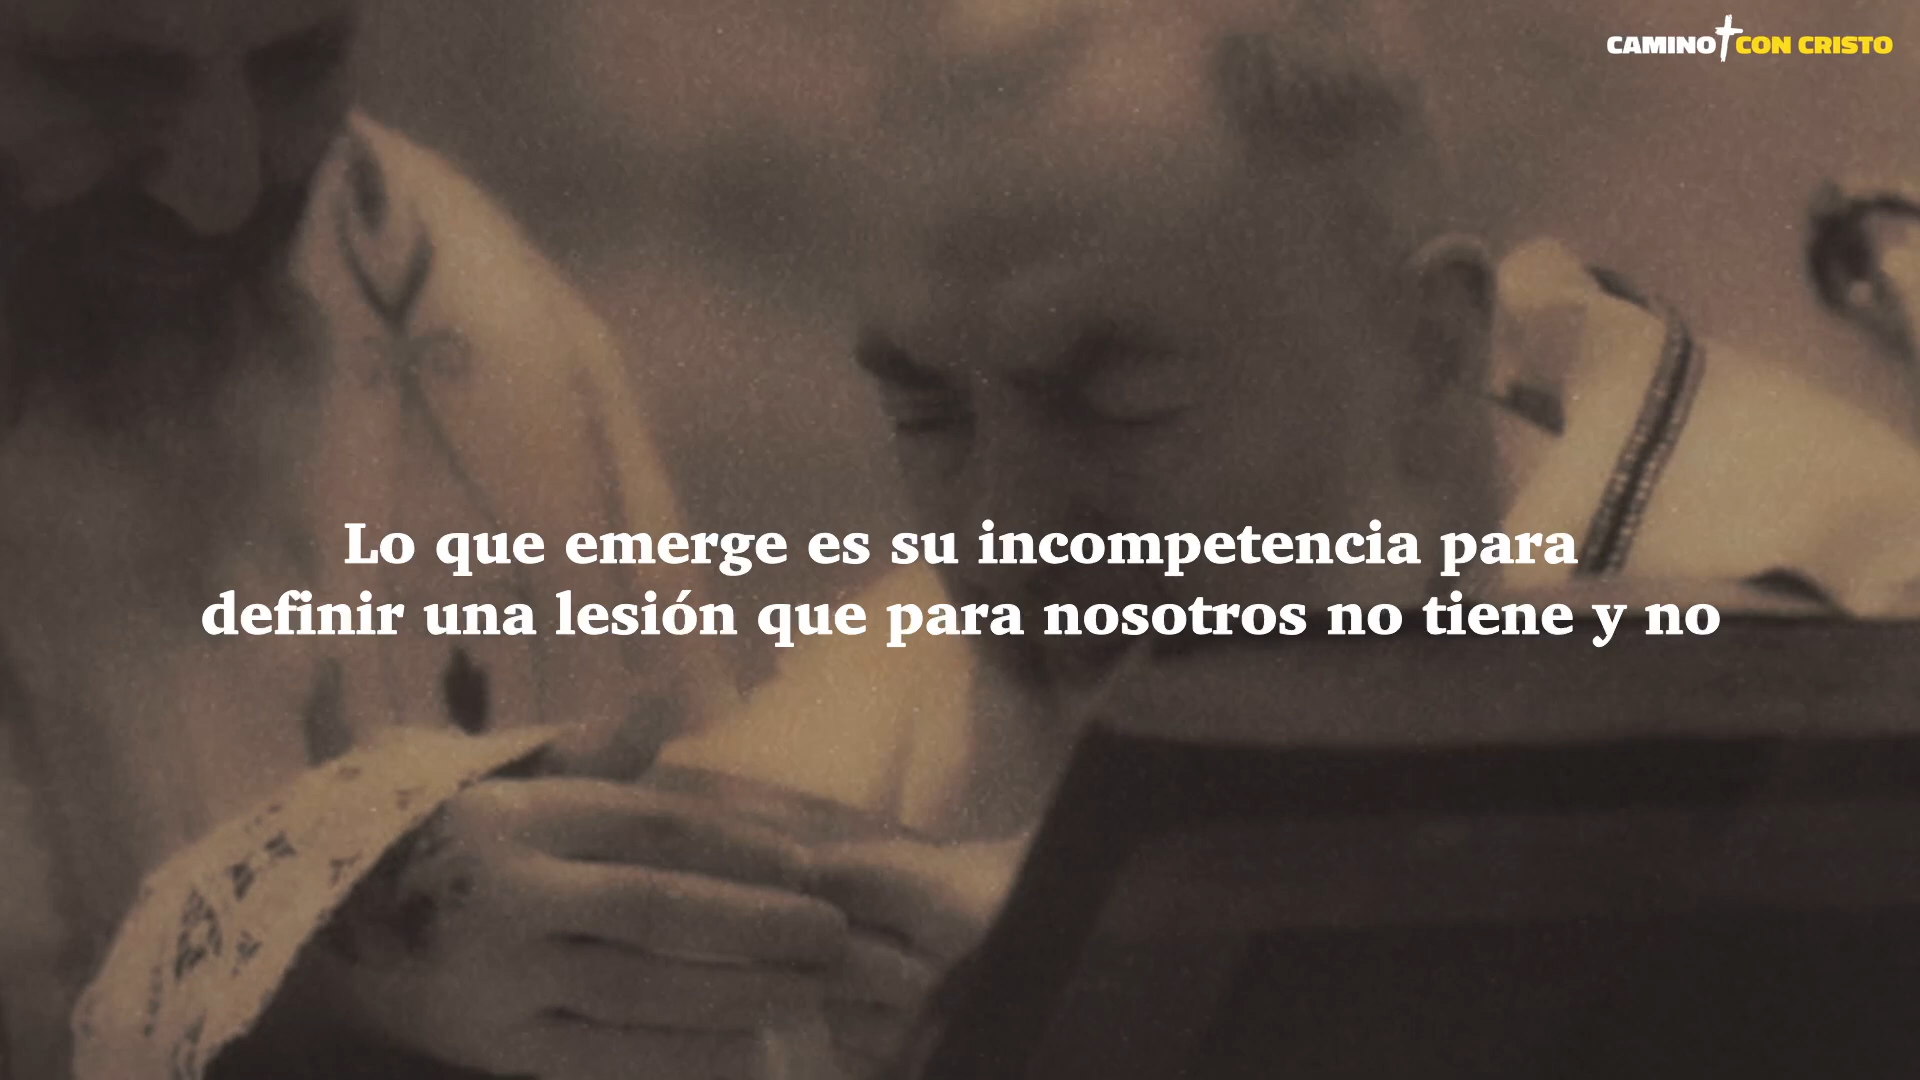 CAMINO CON CRISTO
Lo que emerge es su incompetencia para
definir una lesión que para nosotros no tiene y no